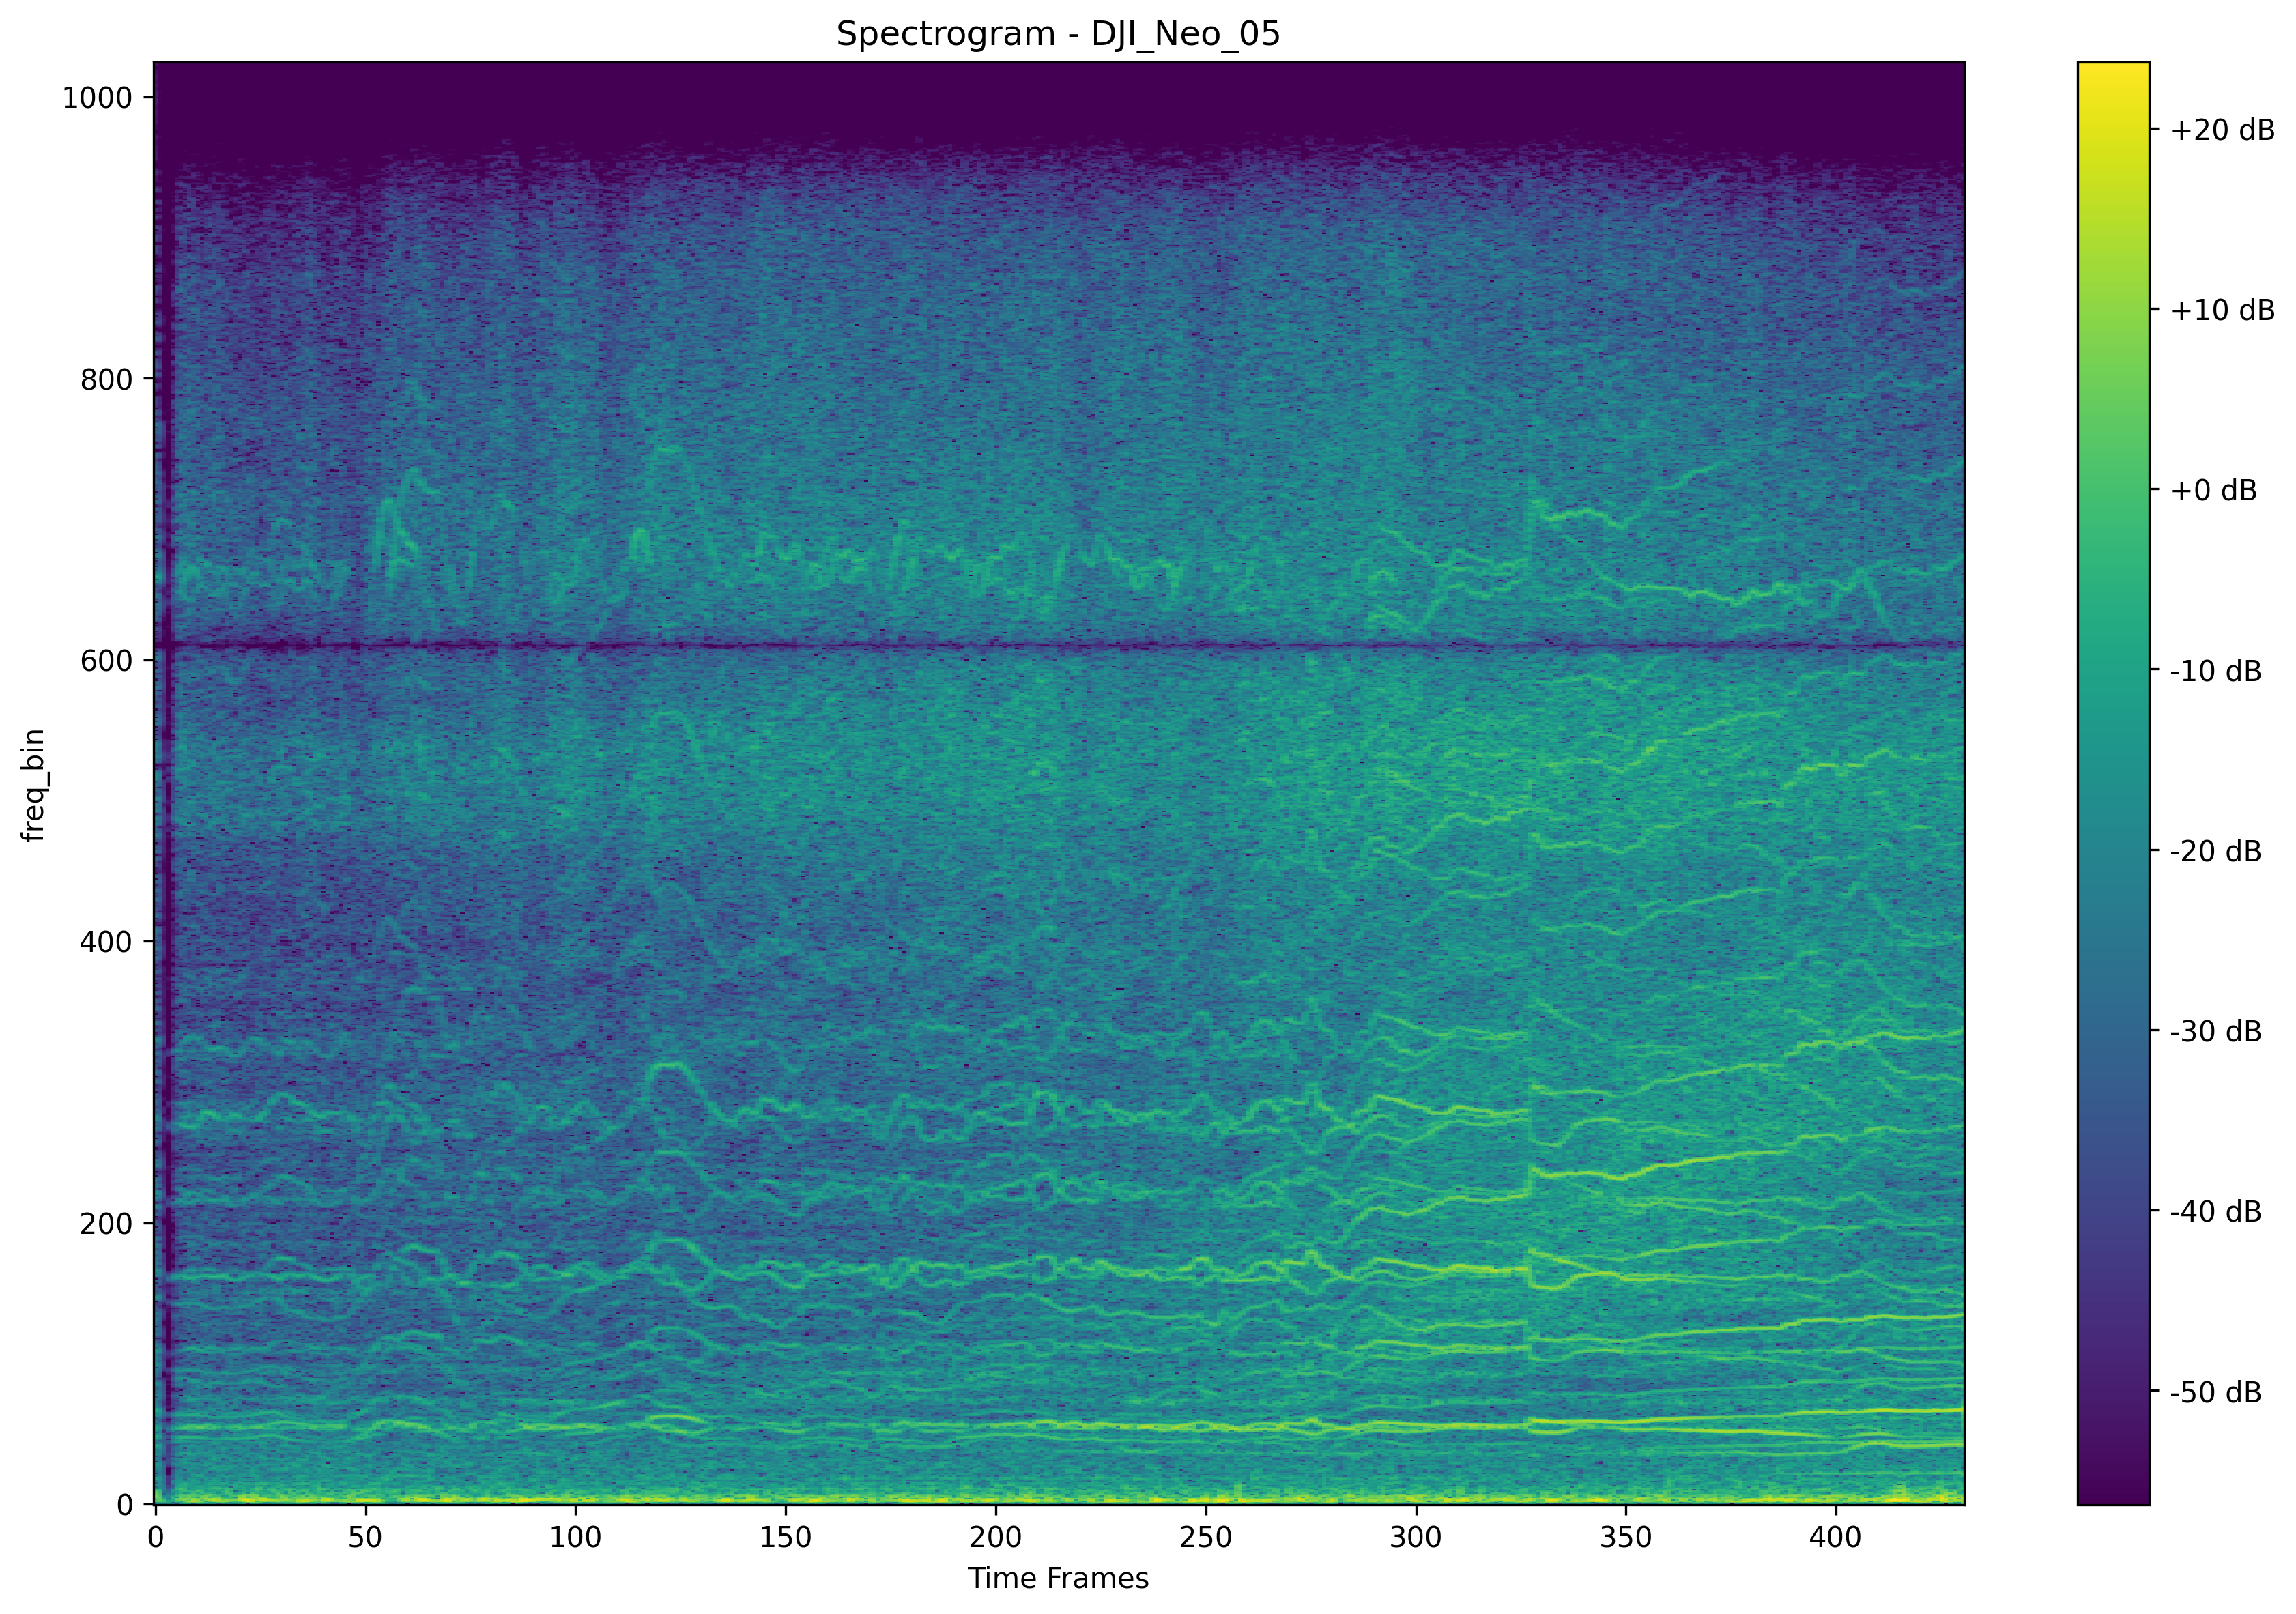 Spectrogram - DJI_Neo_05
1000
800
600
400
200
0
freq_bin
0 50 100 150 200 250 300 350 400
Time Frames
+20 dB
+10 dB
+0 dB
-10 dB
-20 dB
-30 dB
-40 dB
-50 dB